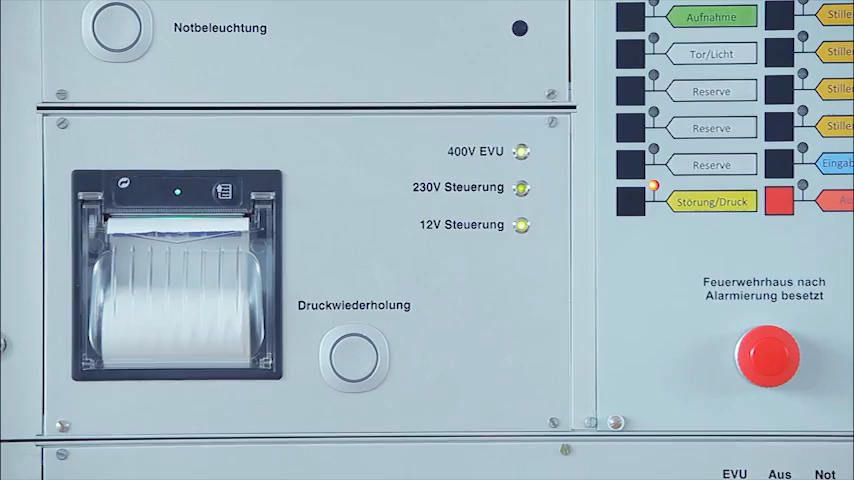 Notbeleuchtung
400V EVU
230V Steuerung
12V Steuerung
Druckwiederholung
Aufnahme
Tor/Licht
Reserve
Reserve
Reserve
Störung/Druck
Feuerwehrhaus nach
Alarmierung besetzt
EVU Aus Not